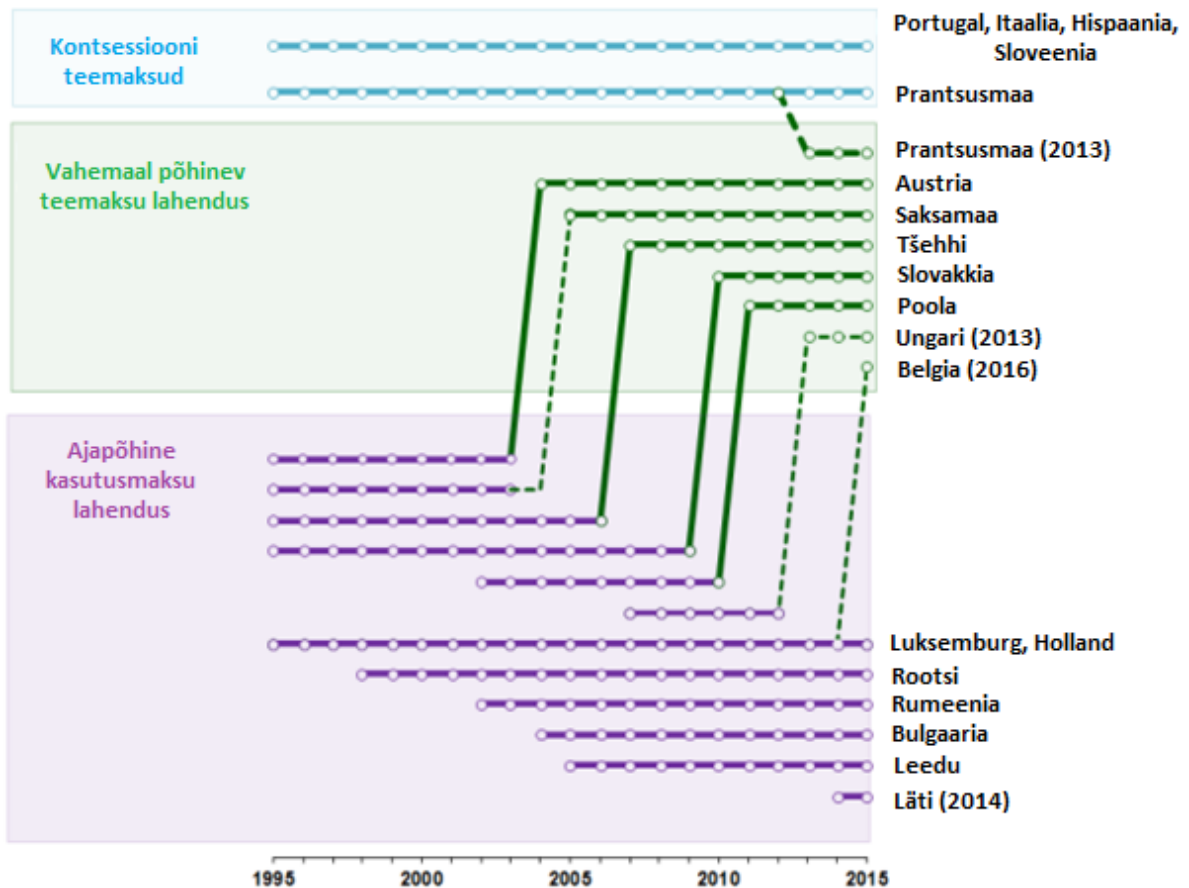 Kontsessiooni
teemaksud
Portugal, Itaalia, Hispaania,
Sloveenia
Prantsusmaa
Vahemaal põhinev
teemaksu lahendus
Prantsusmaa (2013)
Austria
Saksamaa
Tšehhi
Slovakkia
Poola
Ungari (2013)
Belgia (2016)
Ajapõhine
kasutusmaksu
lahendus
Luksemburg, Holland
Rootsi
Rumeenia
Bulgaaria
Leedu
Läti (2014)
1995 2000 2005 2010 2015